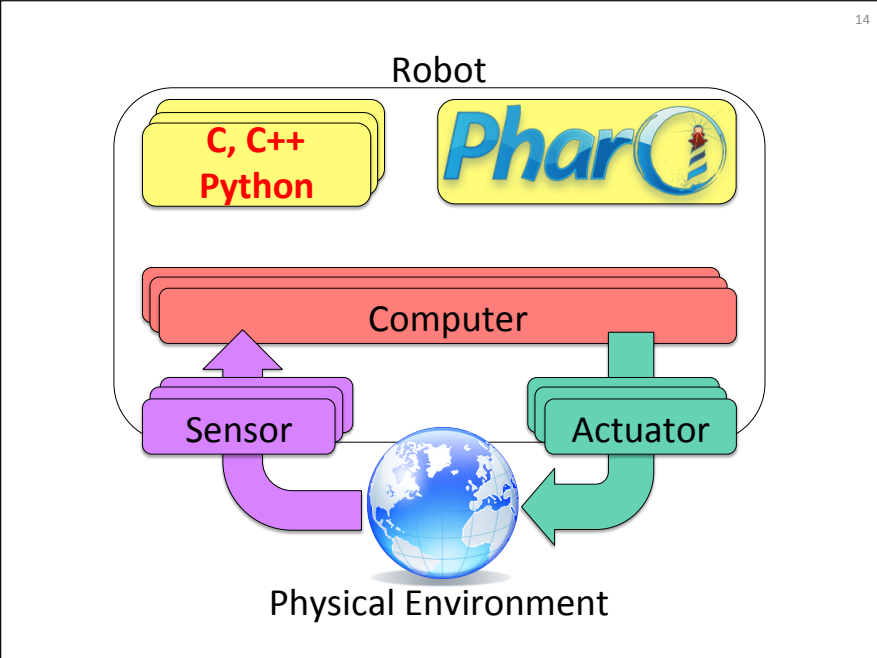 14
Robot
C, C++
Python
Pharo
Computer
Sensor
Actuator
Physical Environment